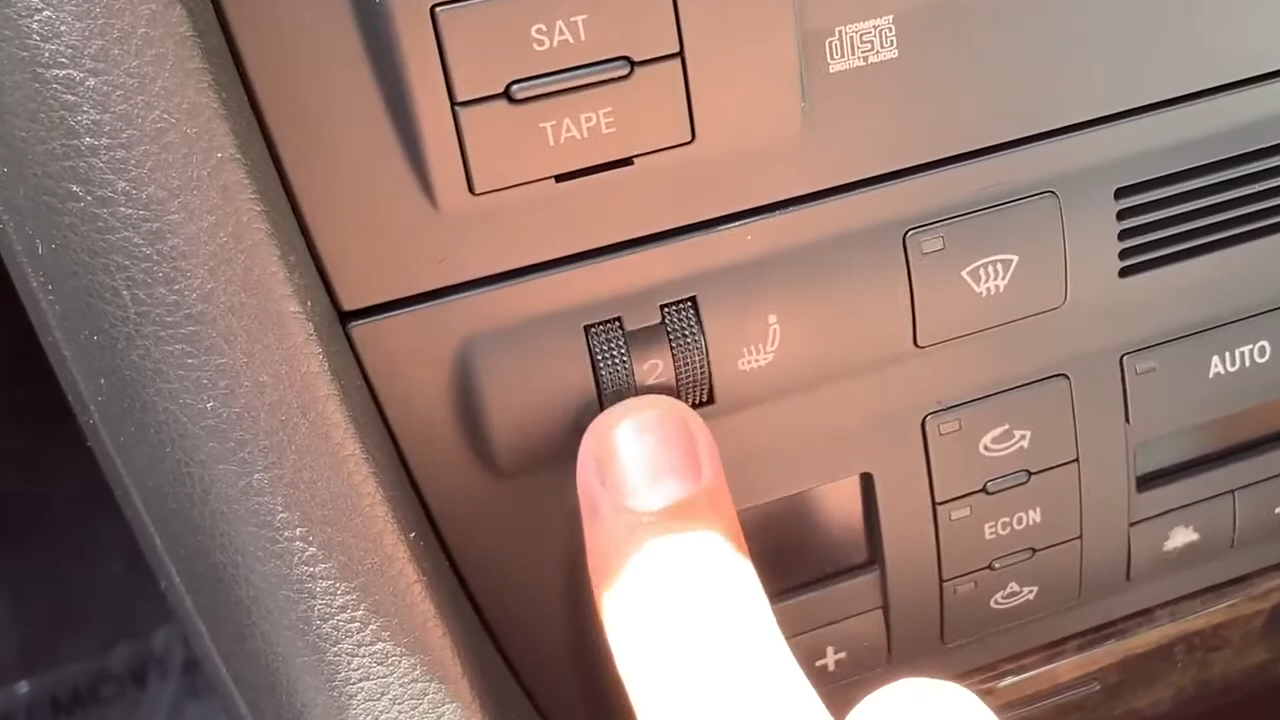 SAT
COMPACT
disc
DIGITAL AUDIO
TAPE
2
AUTO
ECON
A
+